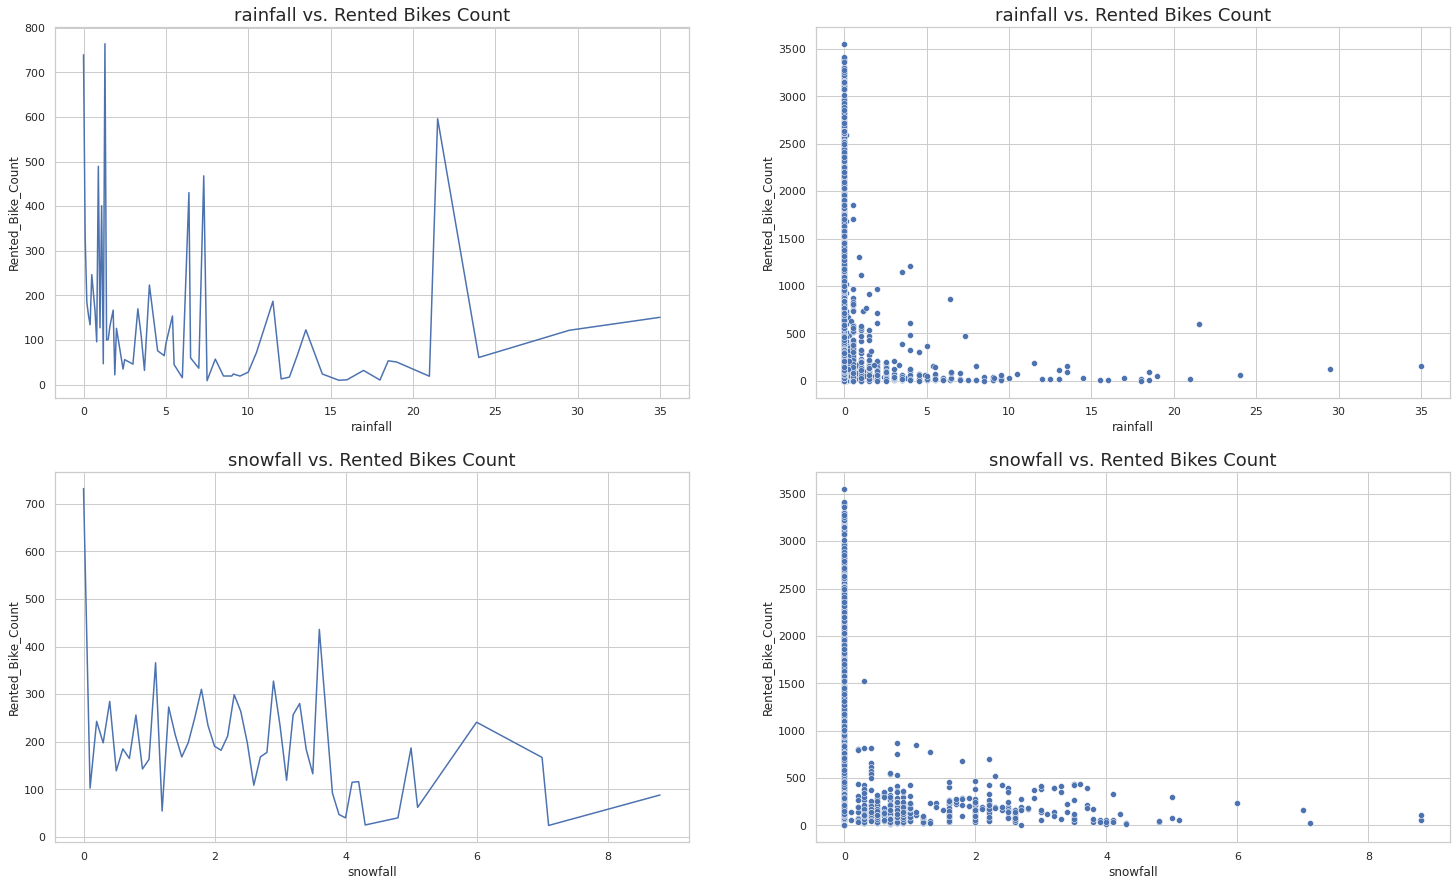 rainfall vs. Rented Bikes Count
800
700
600
500
400
300
200
100
0
Rented_Bike_Count
0 5 10 15 20 25 30 35
rainfall
rainfall vs. Rented Bikes Count
3500
3000
2500
2000
1500
1000
500
0
Rented_Bike_Count
0 5 10 15 20 25 30 35
rainfall
snowfall vs. Rented Bikes Count
700
600
500
400
300
200
100
0
Rented_Bike_Count
0 2 4 6 8
snowfall
snowfall vs. Rented Bikes Count
3500
3000
2500
2000
1500
1000
500
0
Rented_Bike_Count
0 2 4 6 8
snowfall